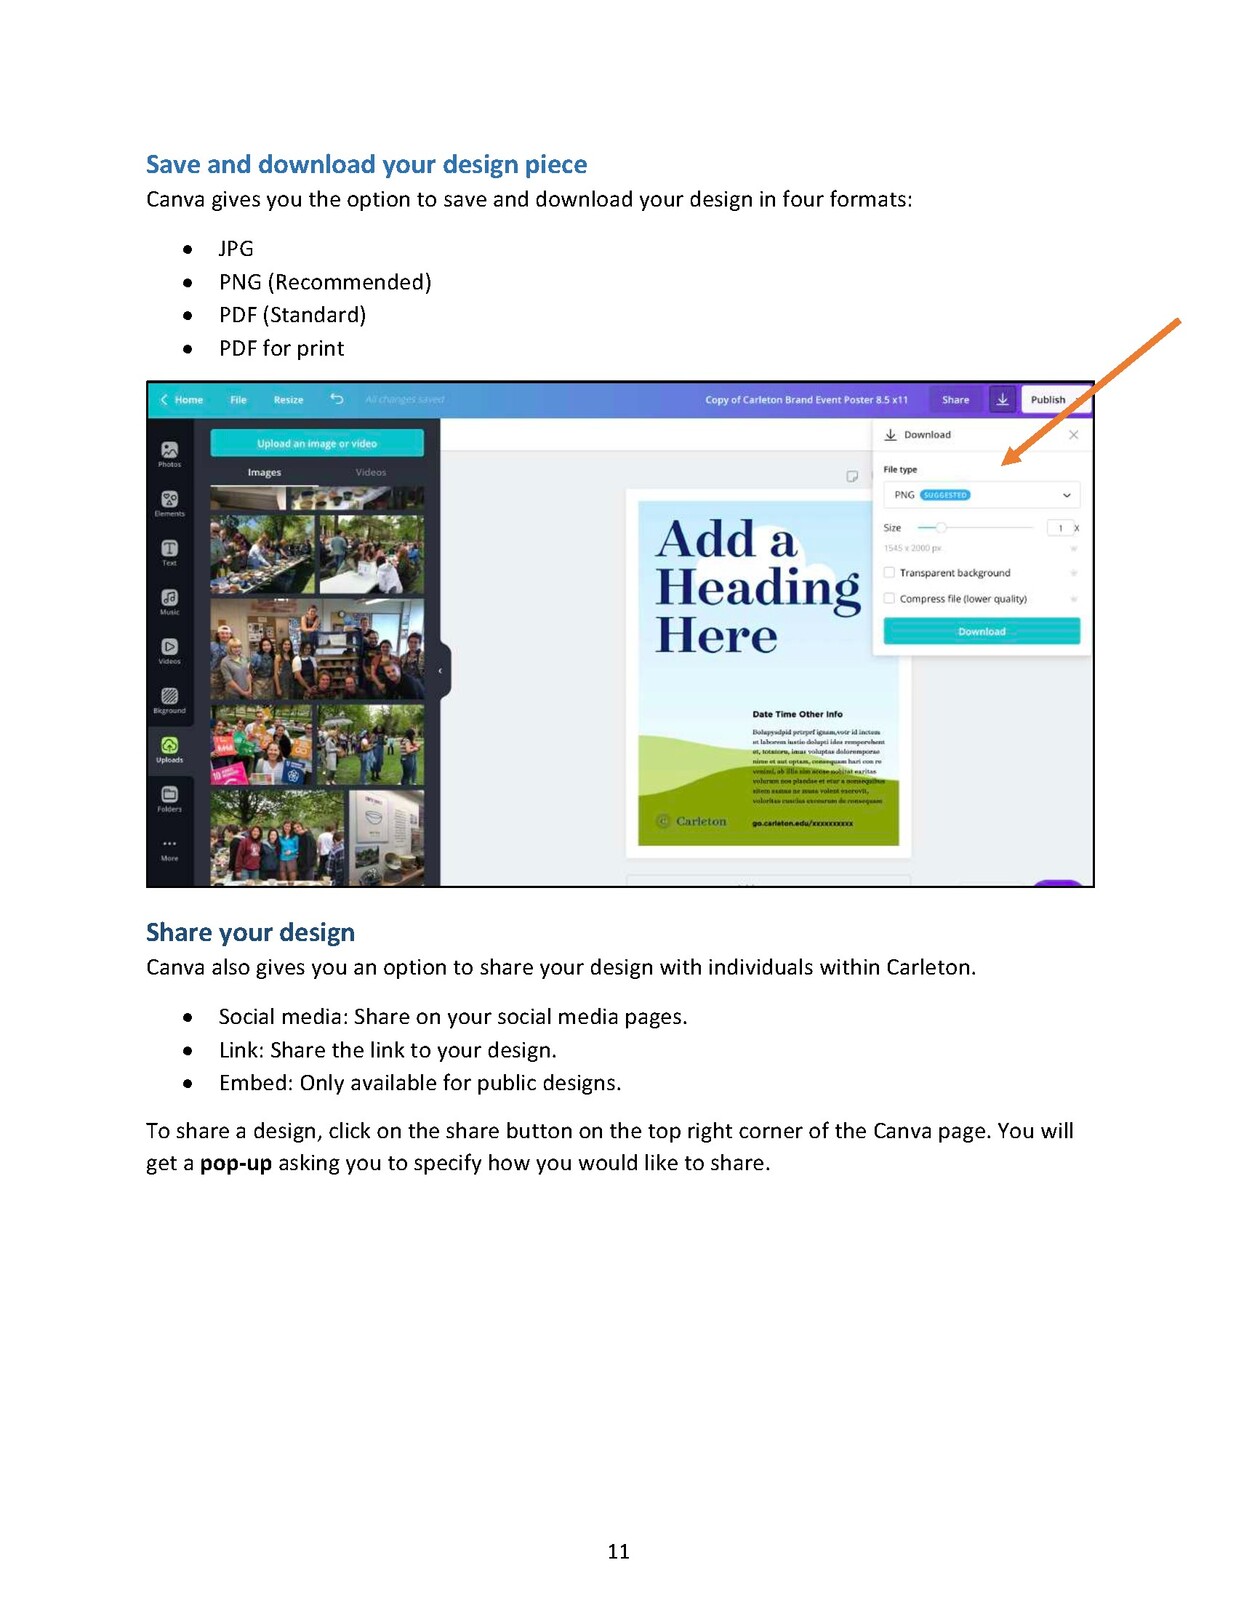 Save and download your design piece
Canva gives you the option to save and download your design in four formats:
• JPG
• PNG (Recommended)
• PDF (Standard)
• PDF for print
Home File Resize All changes saved Copy of Carleton Brand Event Poster 8.5 x11 Share Publish
Photos
Elements
Text
Music
Videos
Bkground
Uploads
Folders
More
Upload an image or video
Images Videos
Download
File type
PNG SUGGESTED
Size 1 x
1545 x 2000 px
Transparent background
Compress file (lower quality)
Download
Add a
Heading
Here
Date Time Other Info
Carleton
go.carleton.edu/xxxxxxxxxx
Share your design
Canva also gives you an option to share your design with individuals within Carleton.
• Social media: Share on your social media pages.
• Link: Share the link to your design.
• Embed: Only available for public designs.
To share a design, click on the share button on the top right corner of the Canva page. You will
get a pop-up asking you to specify how you would like to share.
11